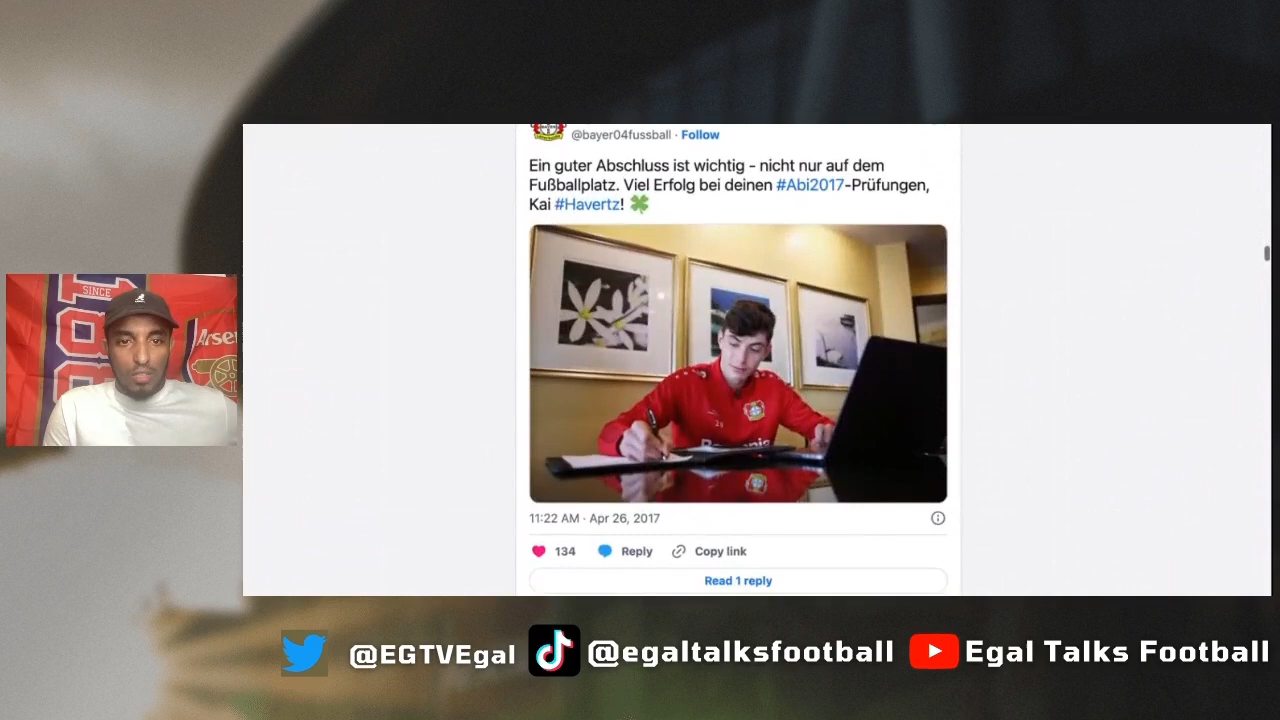 @bayer04fussball · Follow
Ein guter Abschluss ist wichtig - nicht nur auf dem
Fußballplatz. Viel Erfolg bei deinen #Abi2017-Prüfungen,
Kai #Havertz! 🍀
SINCE
Arse
11:22 AM · Apr 26, 2017
134 Reply Copy link
Read 1 reply
@EGTVEgal @egaltalksfootball Egal Talks Football